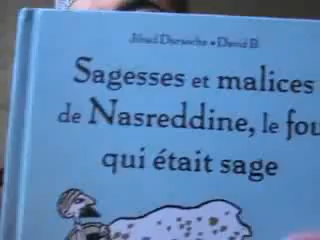 Jihad Darwiche • David B.
Sagesses et malices
de Nasreddine, le fou
qui était sage